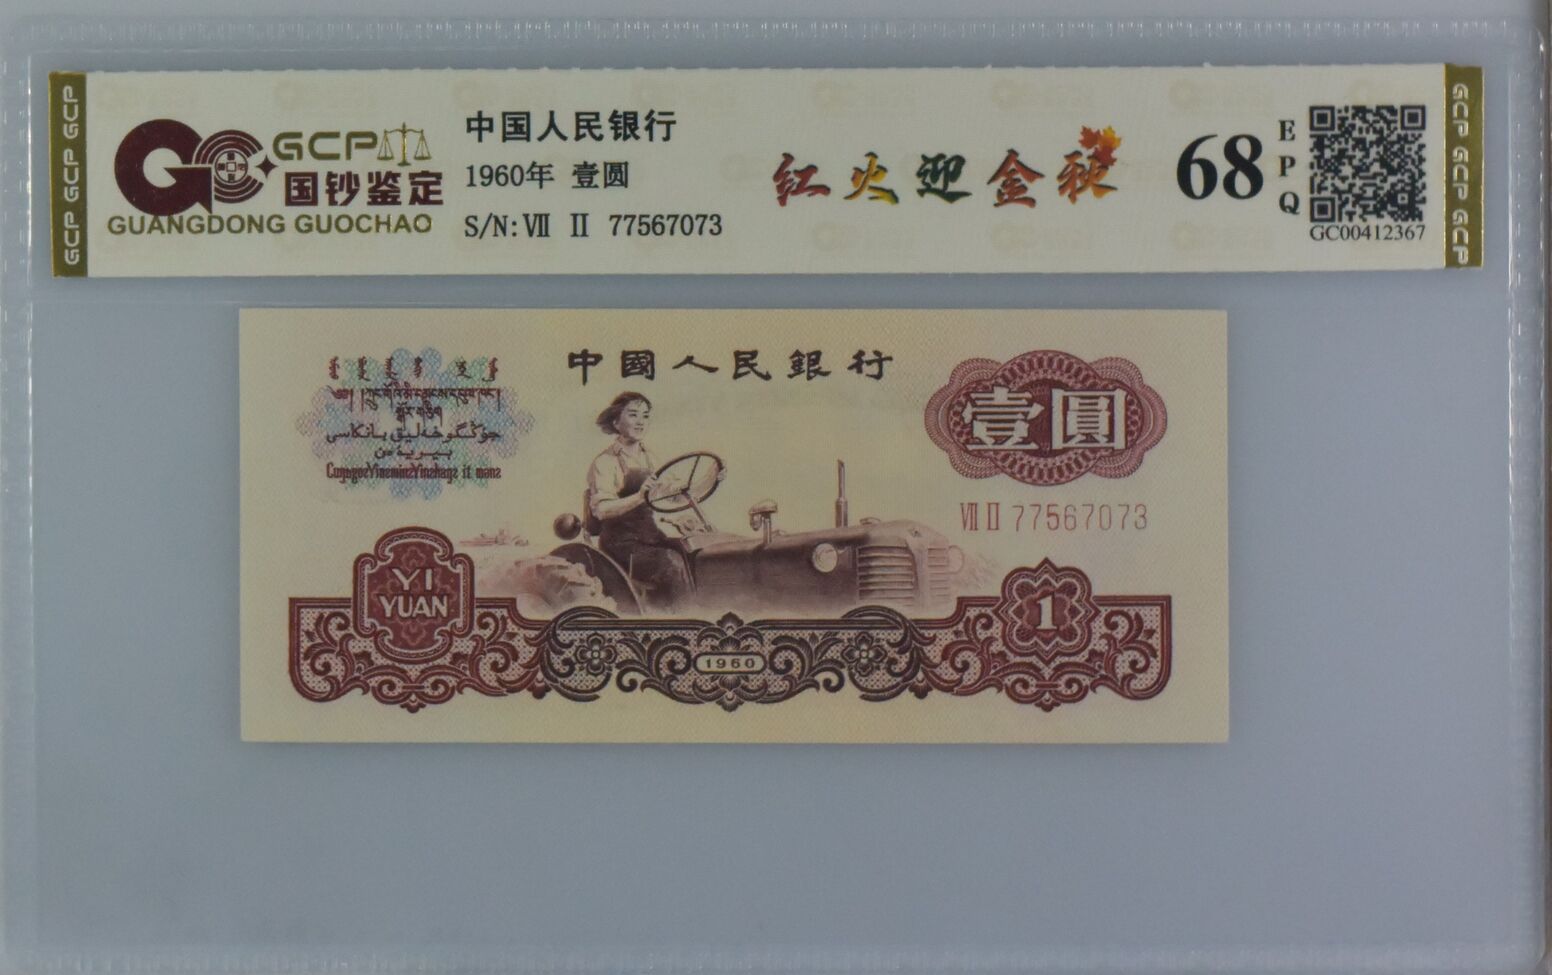 GCP GCP GCP
GCP
国钞鉴定
GUANGDONG GUOCHAO
中国人民银行
1960年 壹圆
S/N: Ⅶ Ⅱ 77567073
红火迎金秋
68
EPQ
GC00412367
GCP GCP GCP
中國人民銀行
壹圓
Ⅶ Ⅱ 77567073
YI
YUAN
1
1960